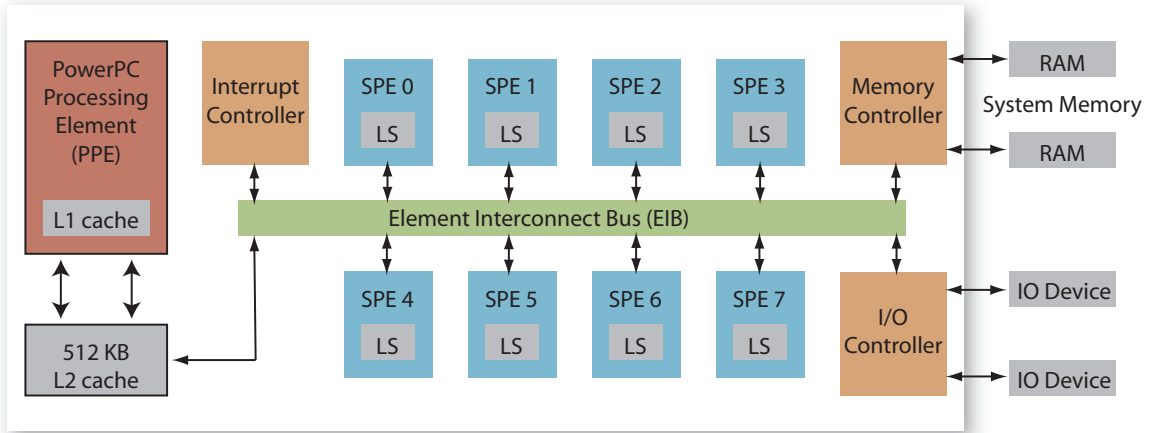 PowerPC
Processing
Element
(PPE)
L1 cache
512 KB
L2 cache
Interrupt
Controller
SPE 0
LS
SPE 1
LS
SPE 2
LS
SPE 3
LS
Memory
Controller
RAM
System Memory
RAM
Element Interconnect Bus (EIB)
SPE 4
LS
SPE 5
LS
SPE 6
LS
SPE 7
LS
I/O
Controller
IO Device
IO Device